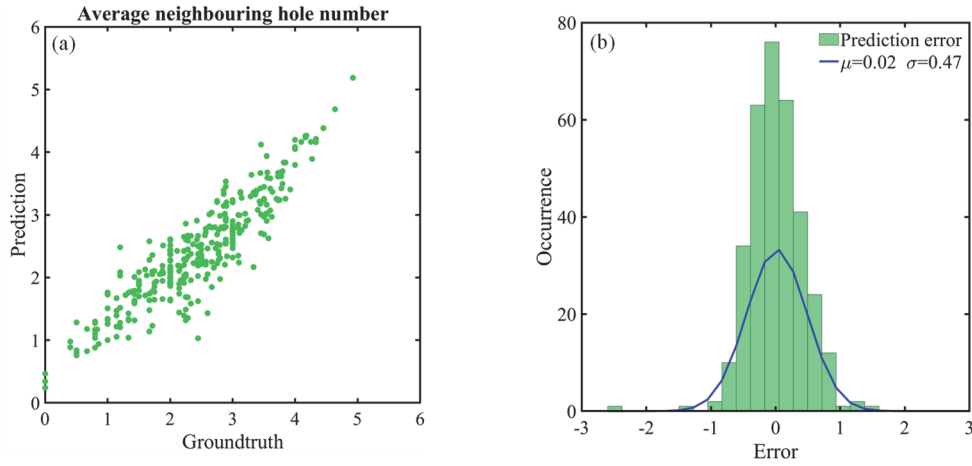 Average neighbouring hole number
(a)
6
5
4
3
2
1
0
Prediction
0 1 2 3 4 5 6
Groundtruth
(b)
Prediction error
μ=0.02 σ=0.47
80
60
40
20
0
Occurrence
-3 -2 -1 0 1 2 3
Error